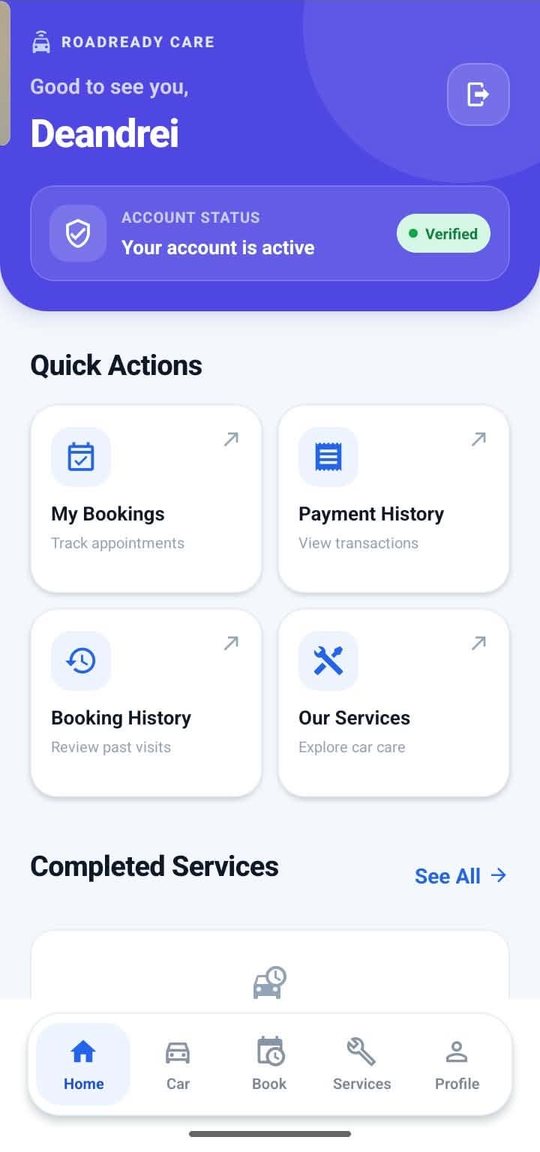 ROADREADY CARE
Good to see you,
Deandrei
ACCOUNT STATUS
Your account is active
Verified
Quick Actions
My Bookings
Track appointments
Payment History
View transactions
Booking History
Review past visits
Our Services
Explore car care
Completed Services
See All
Home
Car
Book
Services
Profile